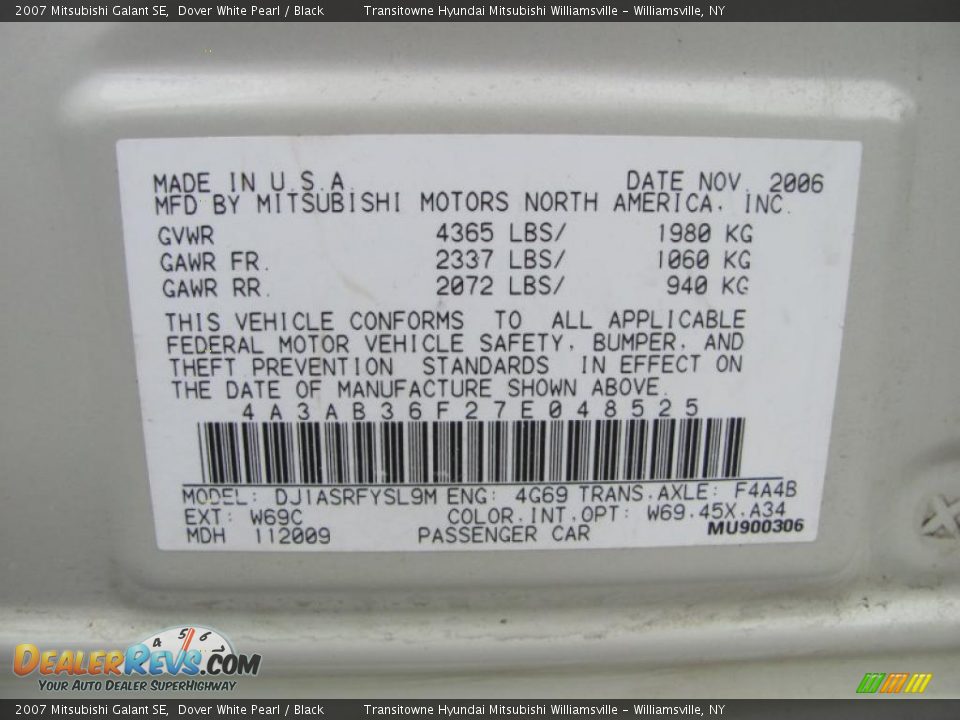 2007 Mitsubishi Galant SE, Dover White Pearl / Black Transitowne Hyundai Mitsubishi Williamsville - Williamsville, NY
MADE IN U.S.A. DATE NOV. 2006
MFD BY MITSUBISHI MOTORS NORTH AMERICA, INC.
GVWR 4365 LBS/ 1980 KG
GAWR FR. 2337 LBS/ 1060 KG
GAWR RR. 2072 LBS/ 940 KG
THIS VEHICLE CONFORMS TO ALL APPLICABLE
FEDERAL MOTOR VEHICLE SAFETY, BUMPER, AND
THEFT PREVENTION STANDARDS IN EFFECT ON
THE DATE OF MANUFACTURE SHOWN ABOVE.
4A3AB36F27E048525
MODEL: DJ1ASRFYSL9M ENG: 4G69 TRANS.AXLE: F4A4B
EXT: W69C COLOR.INT.OPT: W69.45X.A34
MDH 112009 PASSENGER CAR MU900306
4 5 6
DEALERREVS.COM
YOUR AUTO DEALER SUPERHIGHWAY
2007 Mitsubishi Galant SE, Dover White Pearl / Black Transitowne Hyundai Mitsubishi Williamsville - Williamsville, NY